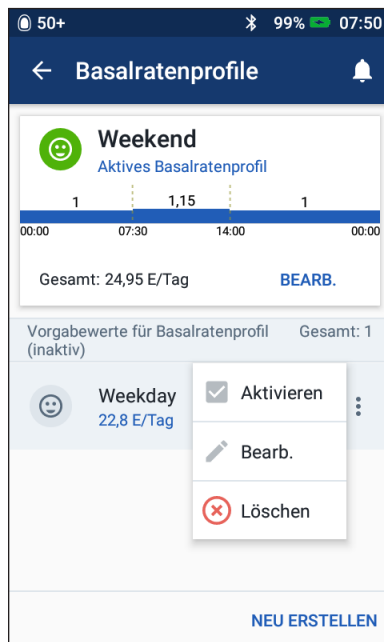 50+ 99% 07:50
Basalratenprofile
Weekend
Aktives Basalratenprofil
1 1,15 1
00:00 07:30 14:00 00:00
Gesamt: 24,95 E/Tag BEARB.
Vorgabewerte für Basalratenprofil Gesamt: 1
(inaktiv)
Weekday
22,8 E/Tag
Aktivieren
Bearb.
Löschen
NEU ERSTELLEN